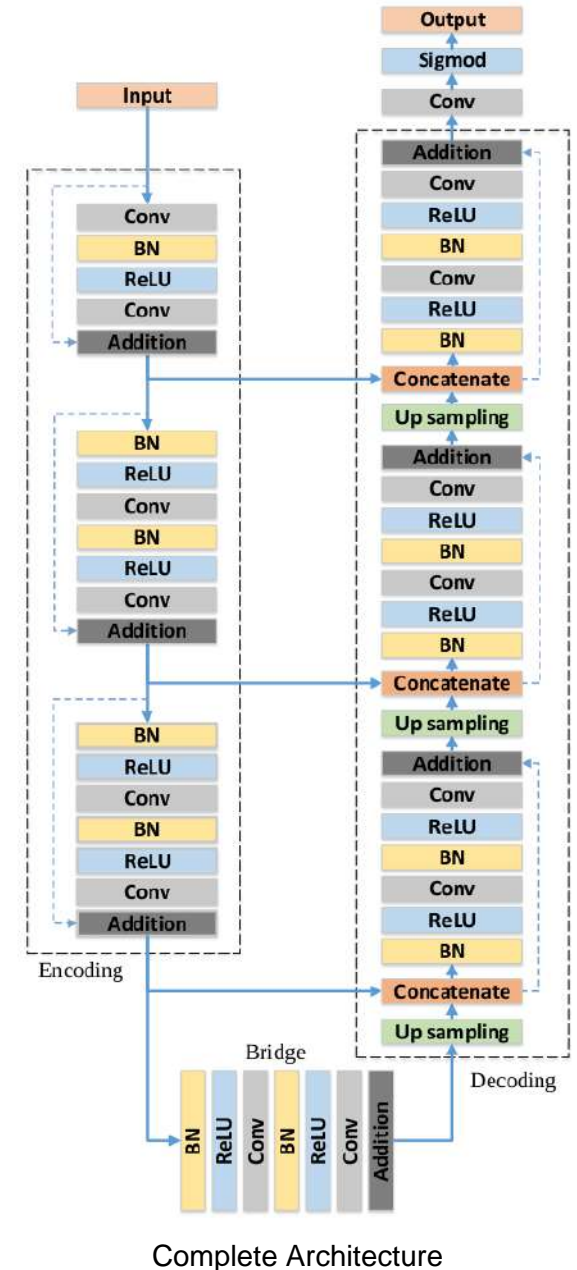 Input
Conv
BN
ReLU
Conv
Addition
BN
ReLU
Conv
BN
ReLU
Conv
Addition
BN
ReLU
Conv
BN
ReLU
Conv
Addition
Encoding
Bridge
BN
ReLU
Conv
BN
ReLU
Conv
Addition
Output
Sigmod
Conv
Addition
Conv
ReLU
BN
Conv
ReLU
BN
Concatenate
Up sampling
Addition
Conv
ReLU
BN
Conv
ReLU
BN
Concatenate
Up sampling
Addition
Conv
ReLU
BN
Conv
ReLU
BN
Concatenate
Up sampling
Decoding
Complete Architecture